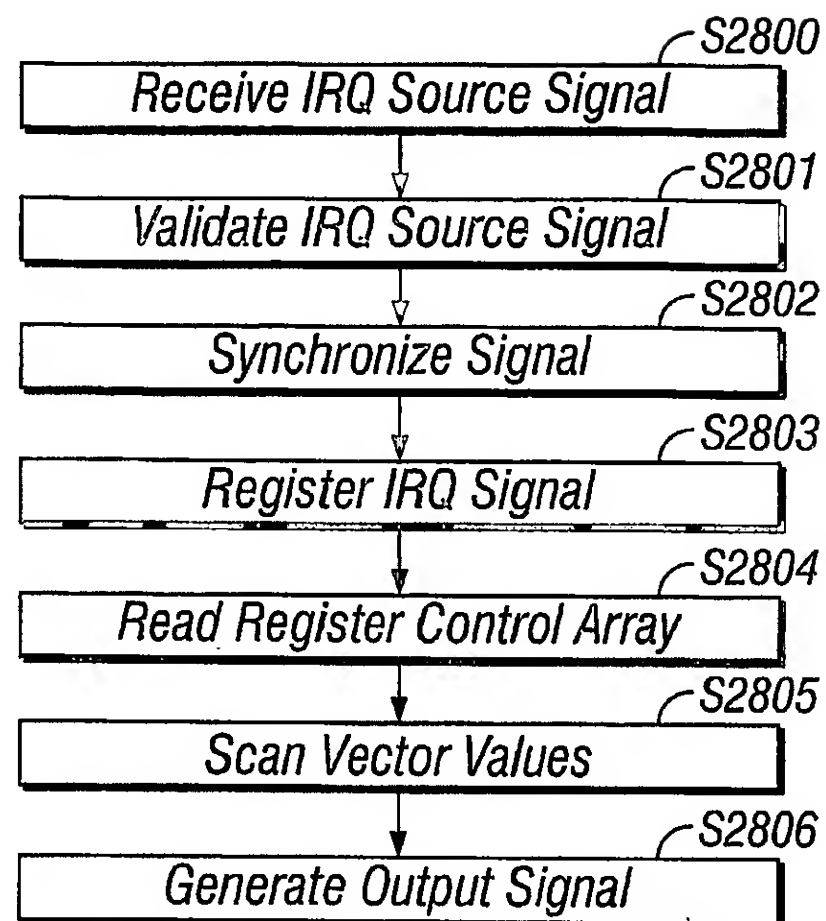 S2800
Receive IRQ Source Signal
S2801
Validate IRQ Source Signal
S2802
Synchronize Signal
S2803
Register IRQ Signal
S2804
Read Register Control Array
S2805
Scan Vector Values
S2806
Generate Output Signal